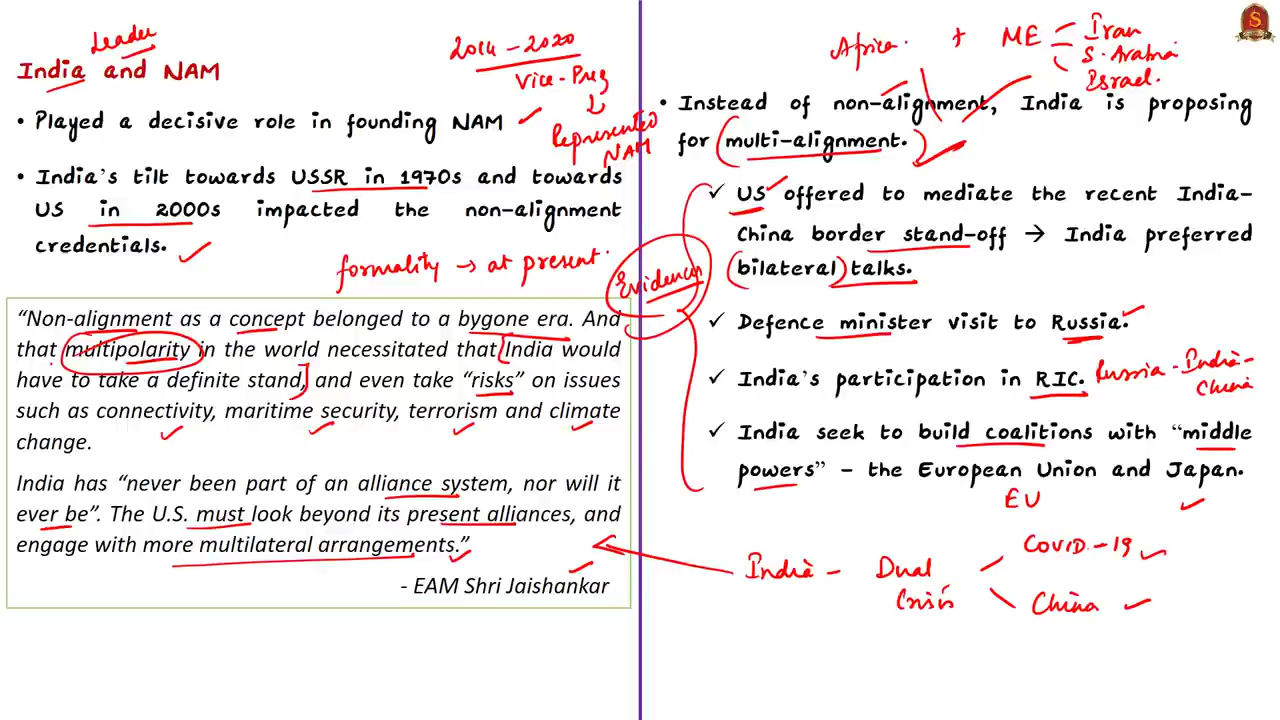 Leader
India and NAM
2014-2020
Vice-Prez
Represented
NAM
• Played a decisive role in founding NAM
• India's tilt towards USSR in 1970s and towards
US in 2000s impacted the non-alignment
credentials.
formality → at present.
"Non-alignment as a concept belonged to a bygone era. And
that multipolarity in the world necessitated that India would
have to take a definite stand, and even take "risks" on issues
such as connectivity, maritime security, terrorism and climate
change.
India has "never been part of an alliance system, nor will it
ever be". The U.S. must look beyond its present alliances, and
engage with more multilateral arrangements."
- EAM Shri Jaishankar
Africa. + ME Iran
S. Arabia
Israel.
• Instead of non-alignment, India is proposing
for multi-alignment.
Evidences
✓ US offered to mediate the recent India-
China border stand-off → India preferred
(bilateral) talks.
✓ Defence minister visit to Russia.
✓ India's participation in RIC. Russia-India-
China
✓ India seek to build coalitions with "middle
powers" – the European Union and Japan.
EU
India - Dual
Crisis
COVID-19
China
S